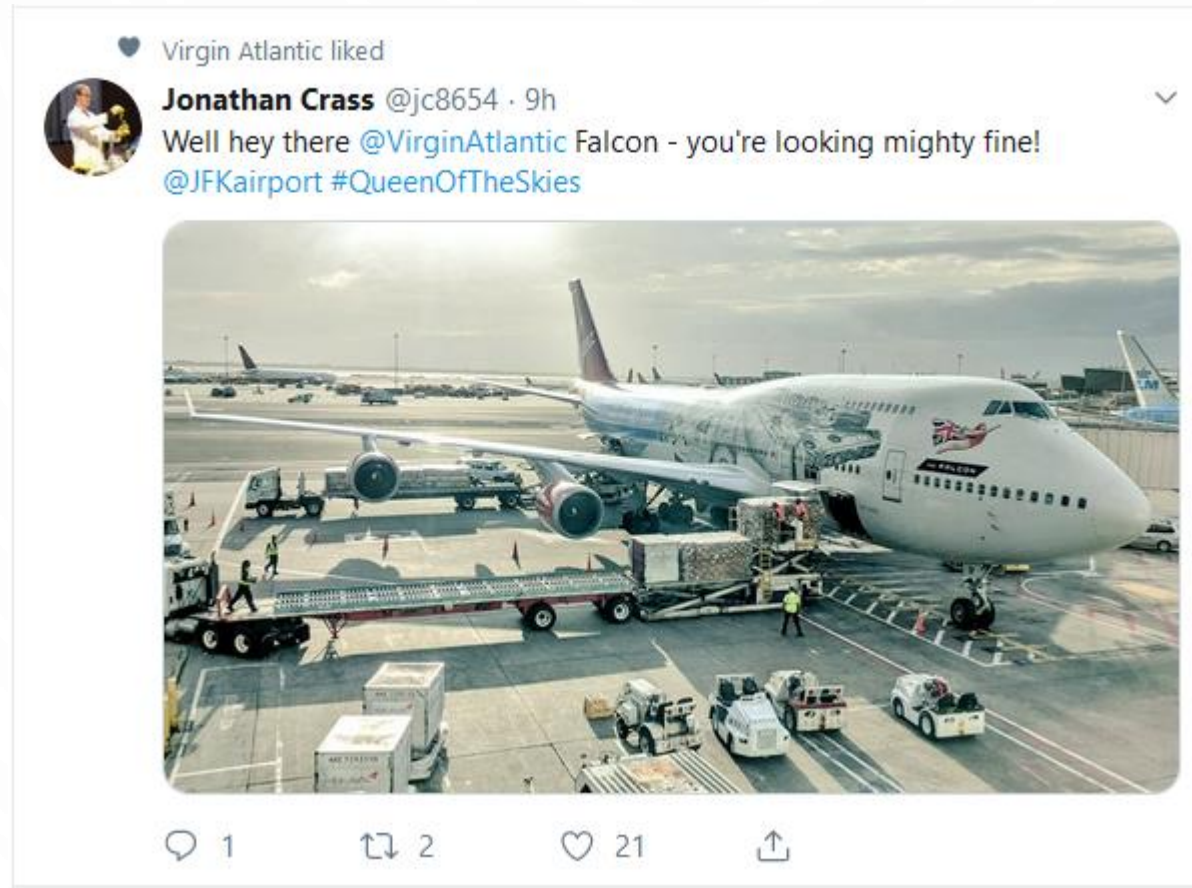 Virgin Atlantic liked
Jonathan Crass @jc8654 · 9h
Well hey there @VirginAtlantic Falcon - you're looking mighty fine!
@JFKairport #QueenOfTheSkies
THE FALCON
1 2 21